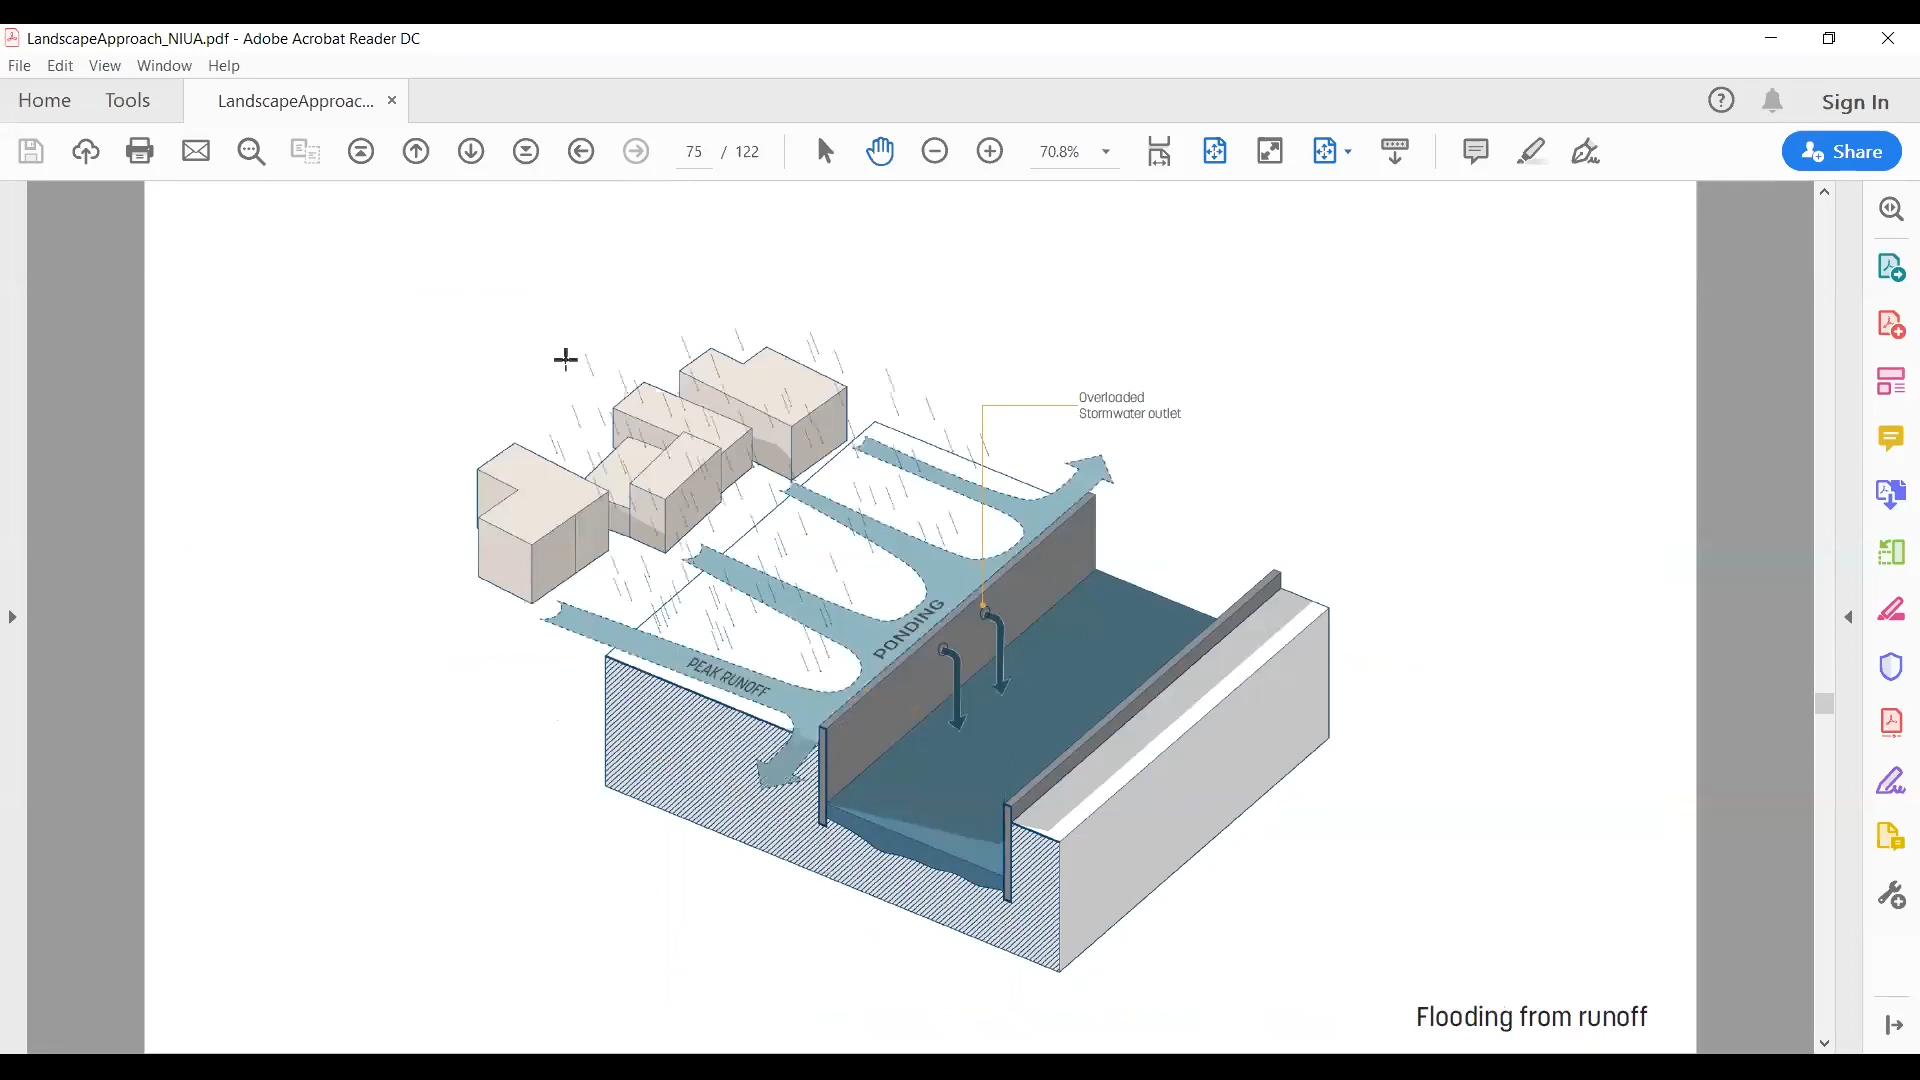 LandscapeApproach_NIUA.pdf - Adobe Acrobat Reader DC
File Edit View Window Help
Home Tools LandscapeApproac... × Sign In
75 / 122 70.8% Share
Overloaded
Stormwater outlet
PONDING
PEAK RUNOFF
Flooding from runoff